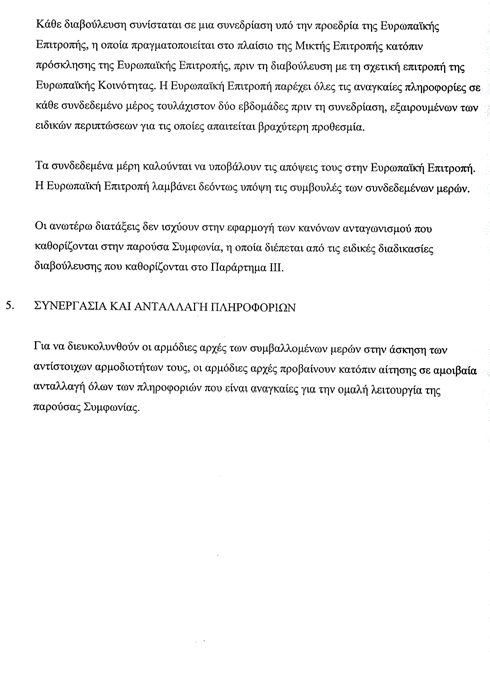 Κάθε διαβούλευση συνίσταται σε μια συνεδρίαση υπό την προεδρία της Ευρωπαϊκής
Επιτροπής, η οποία πραγματοποιείται στο πλαίσιο της Μικτής Επιτροπής κατόπιν
πρόσκλησης της Ευρωπαϊκής Επιτροπής, πριν τη διαβούλευση με τη σχετική επιτροπή της
Ευρωπαϊκής Κοινότητας. Η Ευρωπαϊκή Επιτροπή παρέχει όλες τις αναγκαίες πληροφορίες σε
κάθε συνδεδεμένο μέρος τουλάχιστον δύο εβδομάδες πριν τη συνεδρίαση, εξαιρουμένων των
ειδικών περιπτώσεων για τις οποίες απαιτείται βραχύτερη προθεσμία.
Τα συνδεδεμένα μέρη καλούνται να υποβάλουν τις απόψεις τους στην Ευρωπαϊκή Επιτροπή.
Η Ευρωπαϊκή Επιτροπή λαμβάνει δεόντως υπόψη τις συμβουλές των συνδεδεμένων μερών.
Οι ανωτέρω διατάξεις δεν ισχύουν στην εφαρμογή των κανόνων ανταγωνισμού που
καθορίζονται στην παρούσα Συμφωνία, η οποία διέπεται από τις ειδικές διαδικασίες
διαβούλευσης που καθορίζονται στο Παράρτημα III.
5. ΣΥΝΕΡΓΑΣΙΑ ΚΑΙ ΑΝΤΑΛΛΑΓΗ ΠΛΗΡΟΦΟΡΙΩΝ
Για να διευκολυνθούν οι αρμόδιες αρχές των συμβαλλομένων μερών στην άσκηση των
αντίστοιχων αρμοδιοτήτων τους, οι αρμόδιες αρχές προβαίνουν κατόπιν αίτησης σε αμοιβαία
ανταλλαγή όλων των πληροφοριών που είναι αναγκαίες για την ομαλή λειτουργία της
παρούσας Συμφωνίας.